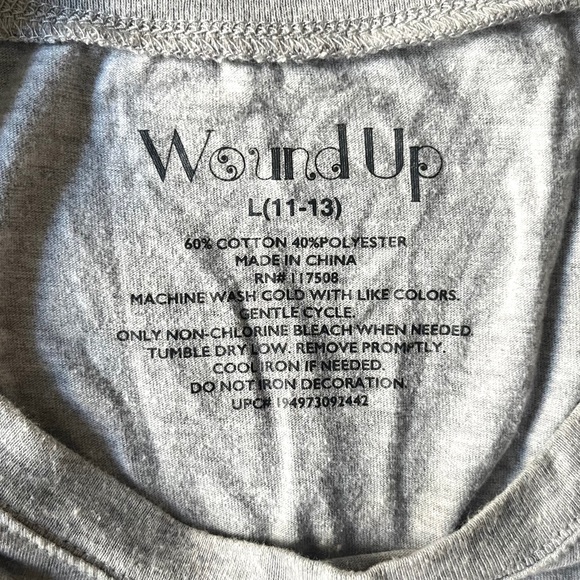 Wound Up
L(11-13)
60% COTTON 40%POLYESTER
MADE IN CHINA
RN# 117508
MACHINE WASH COLD WITH LIKE COLORS.
GENTLE CYCLE.
ONLY NON-CHLORINE BLEACH WHEN NEEDED.
TUMBLE DRY LOW. REMOVE PROMPTLY.
COOL IRON IF NEEDED.
DO NOT IRON DECORATION.
UPC# 194973092442